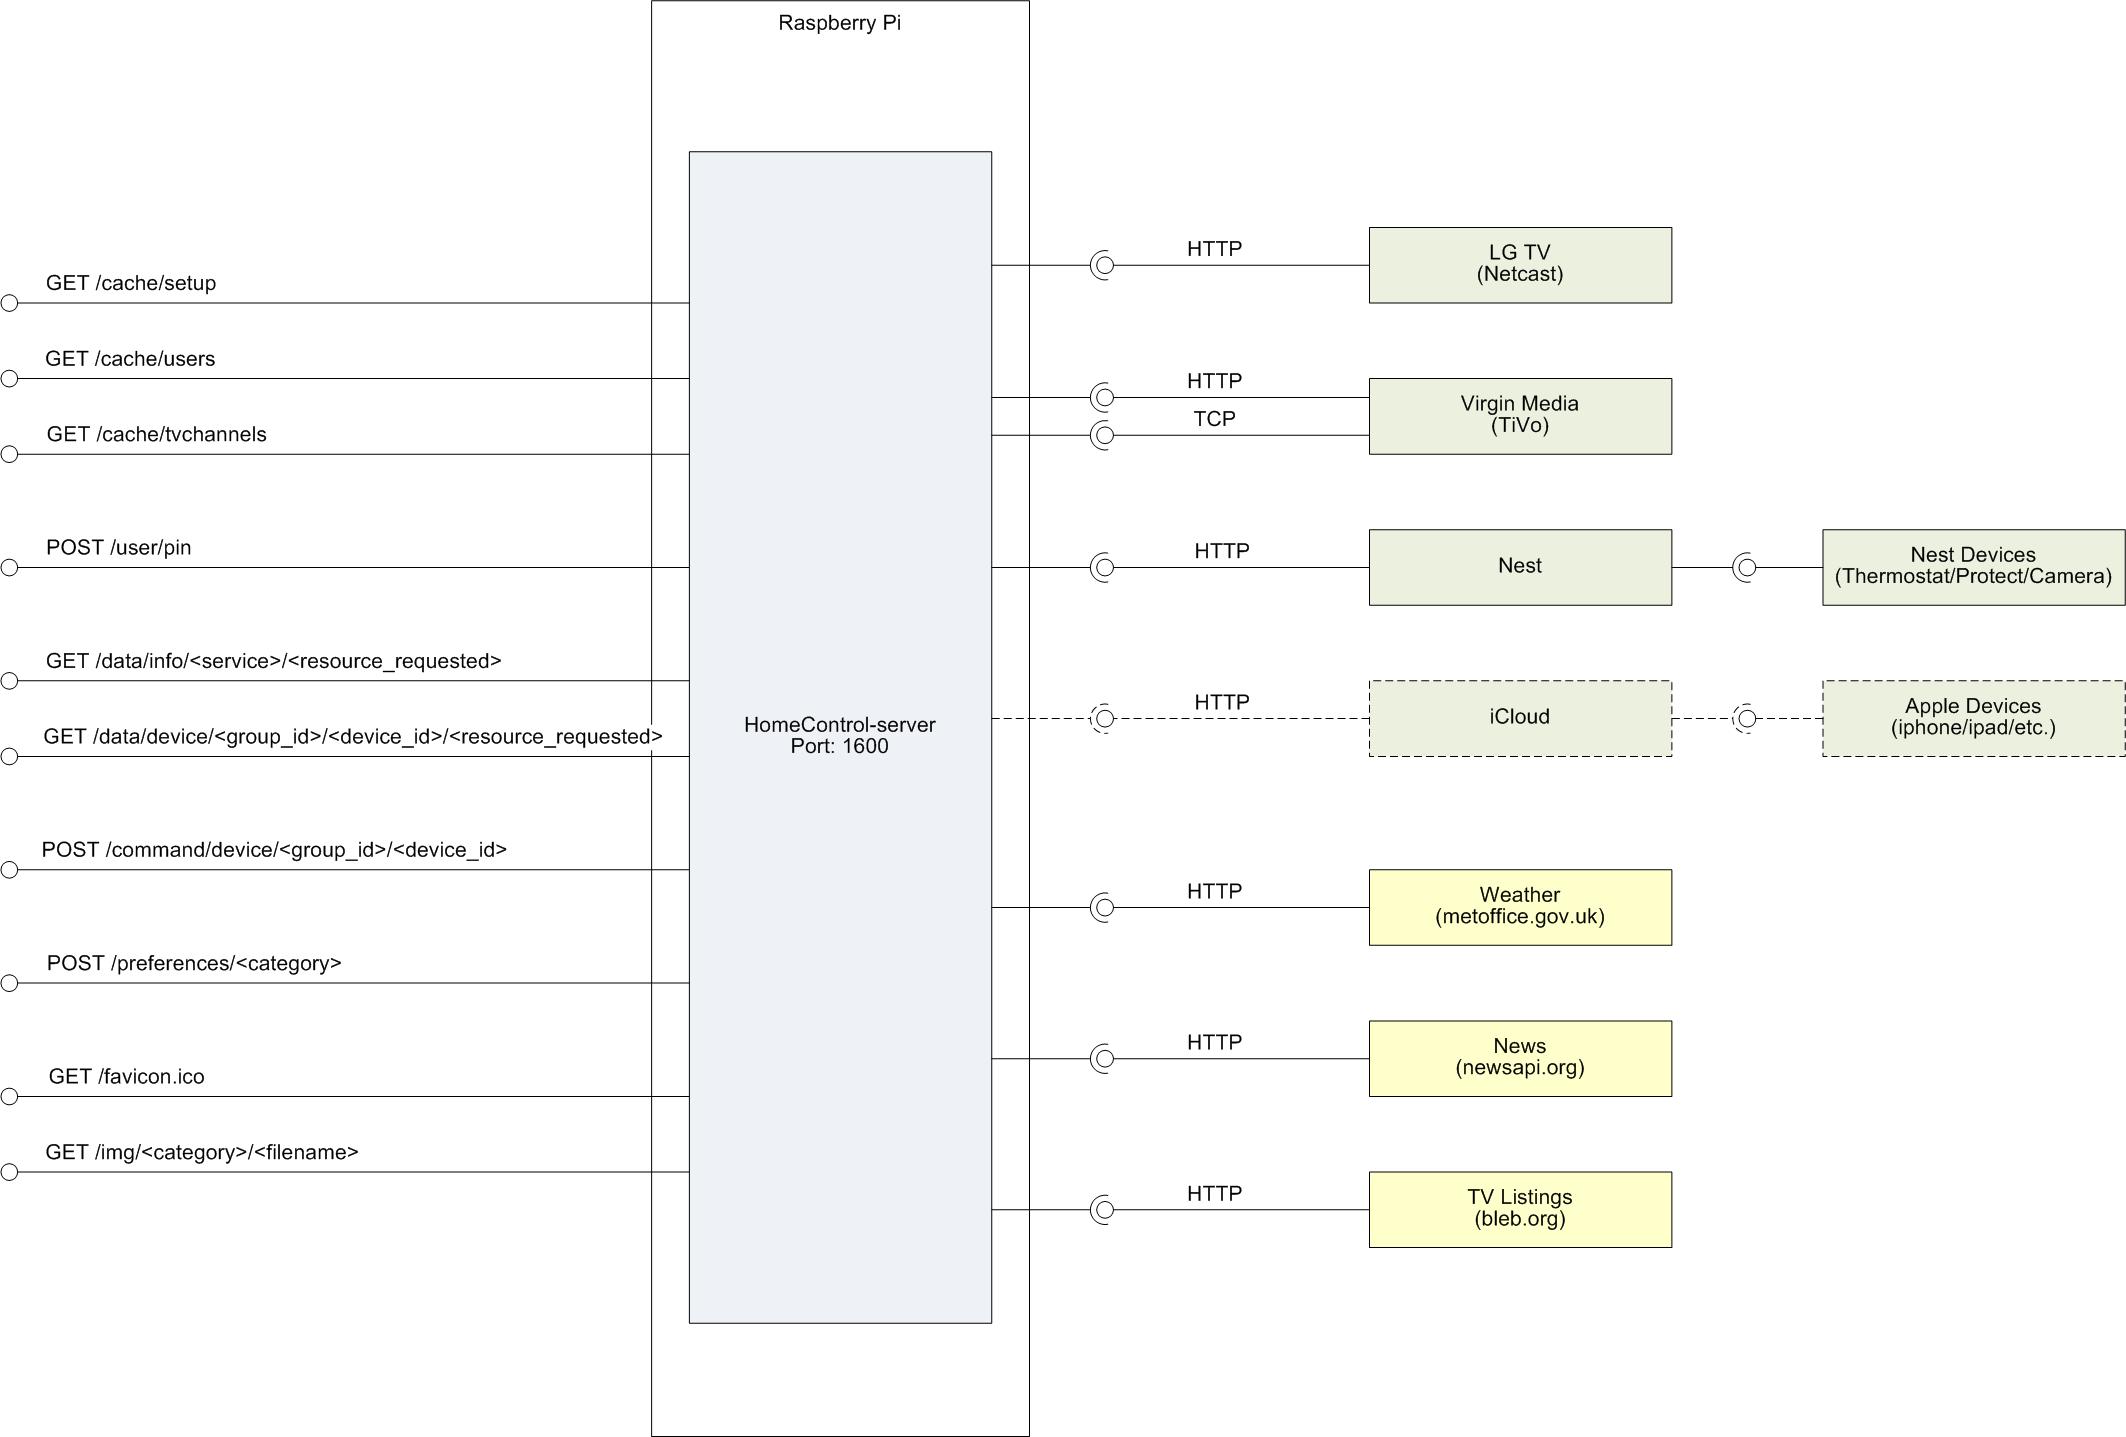 Raspberry Pi
GET /cache/setup
GET /cache/users
GET /cache/tvchannels
POST /user/pin
GET /data/info/<service>/<resource_requested>
GET /data/device/<group_id>/<device_id>/<resource_requested>
POST /command/device/<group_id>/<device_id>
POST /preferences/<category>
GET /favicon.ico
GET /img/<category>/<filename>
HomeControl-server
Port: 1600
HTTP
LG TV
(Netcast)
HTTP
TCP
Virgin Media
(TiVo)
HTTP
Nest
Nest Devices
(Thermostat/Protect/Camera)
HTTP
iCloud
Apple Devices
(iphone/ipad/etc.)
HTTP
Weather
(metoffice.gov.uk)
HTTP
News
(newsapi.org)
HTTP
TV Listings
(bleb.org)